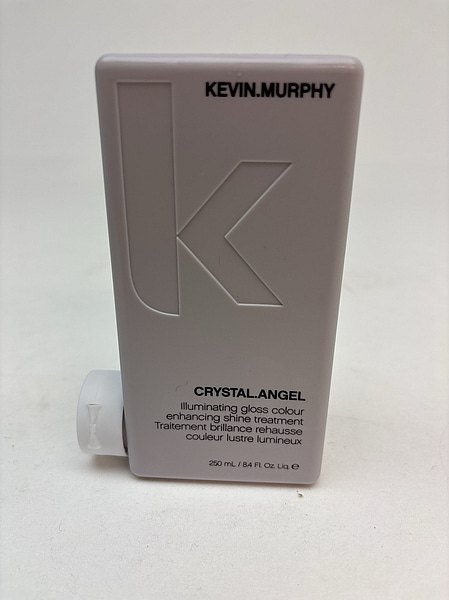 KEVIN.MURPHY
K
CRYSTAL.ANGEL
Illuminating gloss colour
enhancing shine treatment
Traitement brillance rehausse
couleur lustre lumineux
250 mL / 8.4 Fl. Oz. Liq. ℮